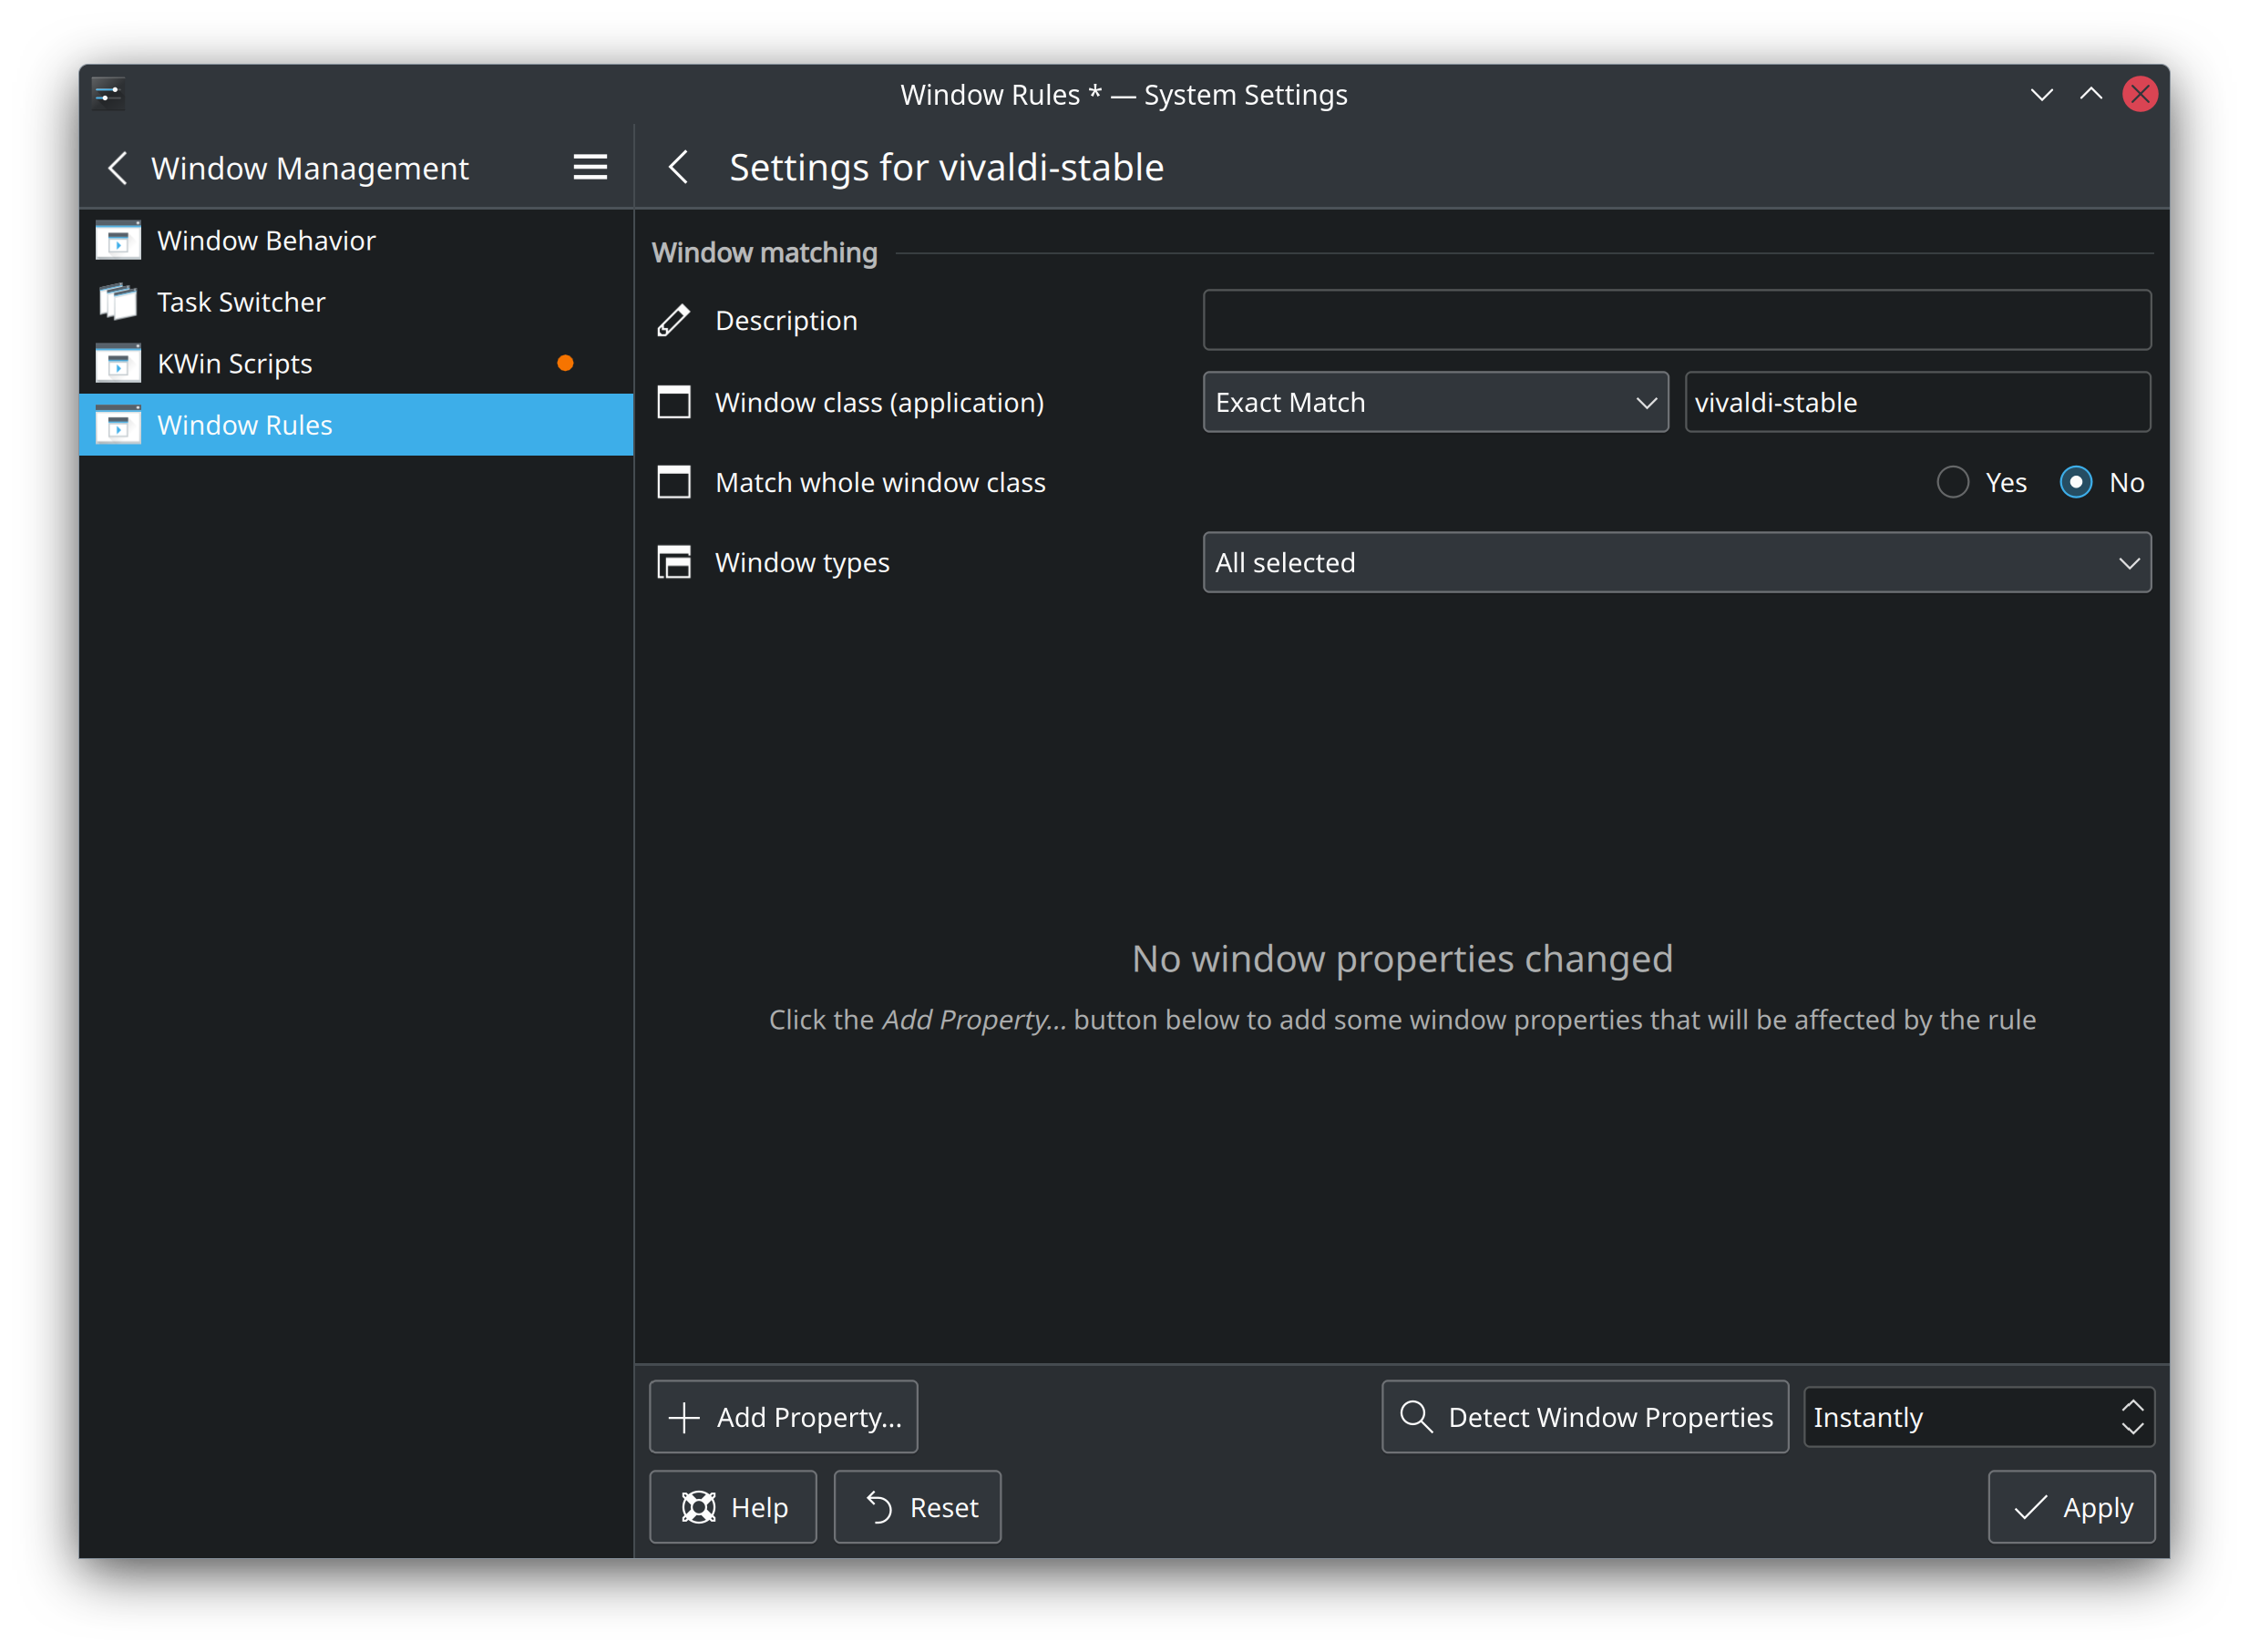 Window Rules * — System Settings
Window Management
Settings for vivaldi-stable
Window Behavior
Task Switcher
KWin Scripts
Window Rules
Window matching
Description
Window class (application) Exact Match vivaldi-stable
Match whole window class Yes No
Window types All selected
No window properties changed
Click the Add Property... button below to add some window properties that will be affected by the rule
Add Property... Detect Window Properties Instantly
Help Reset Apply